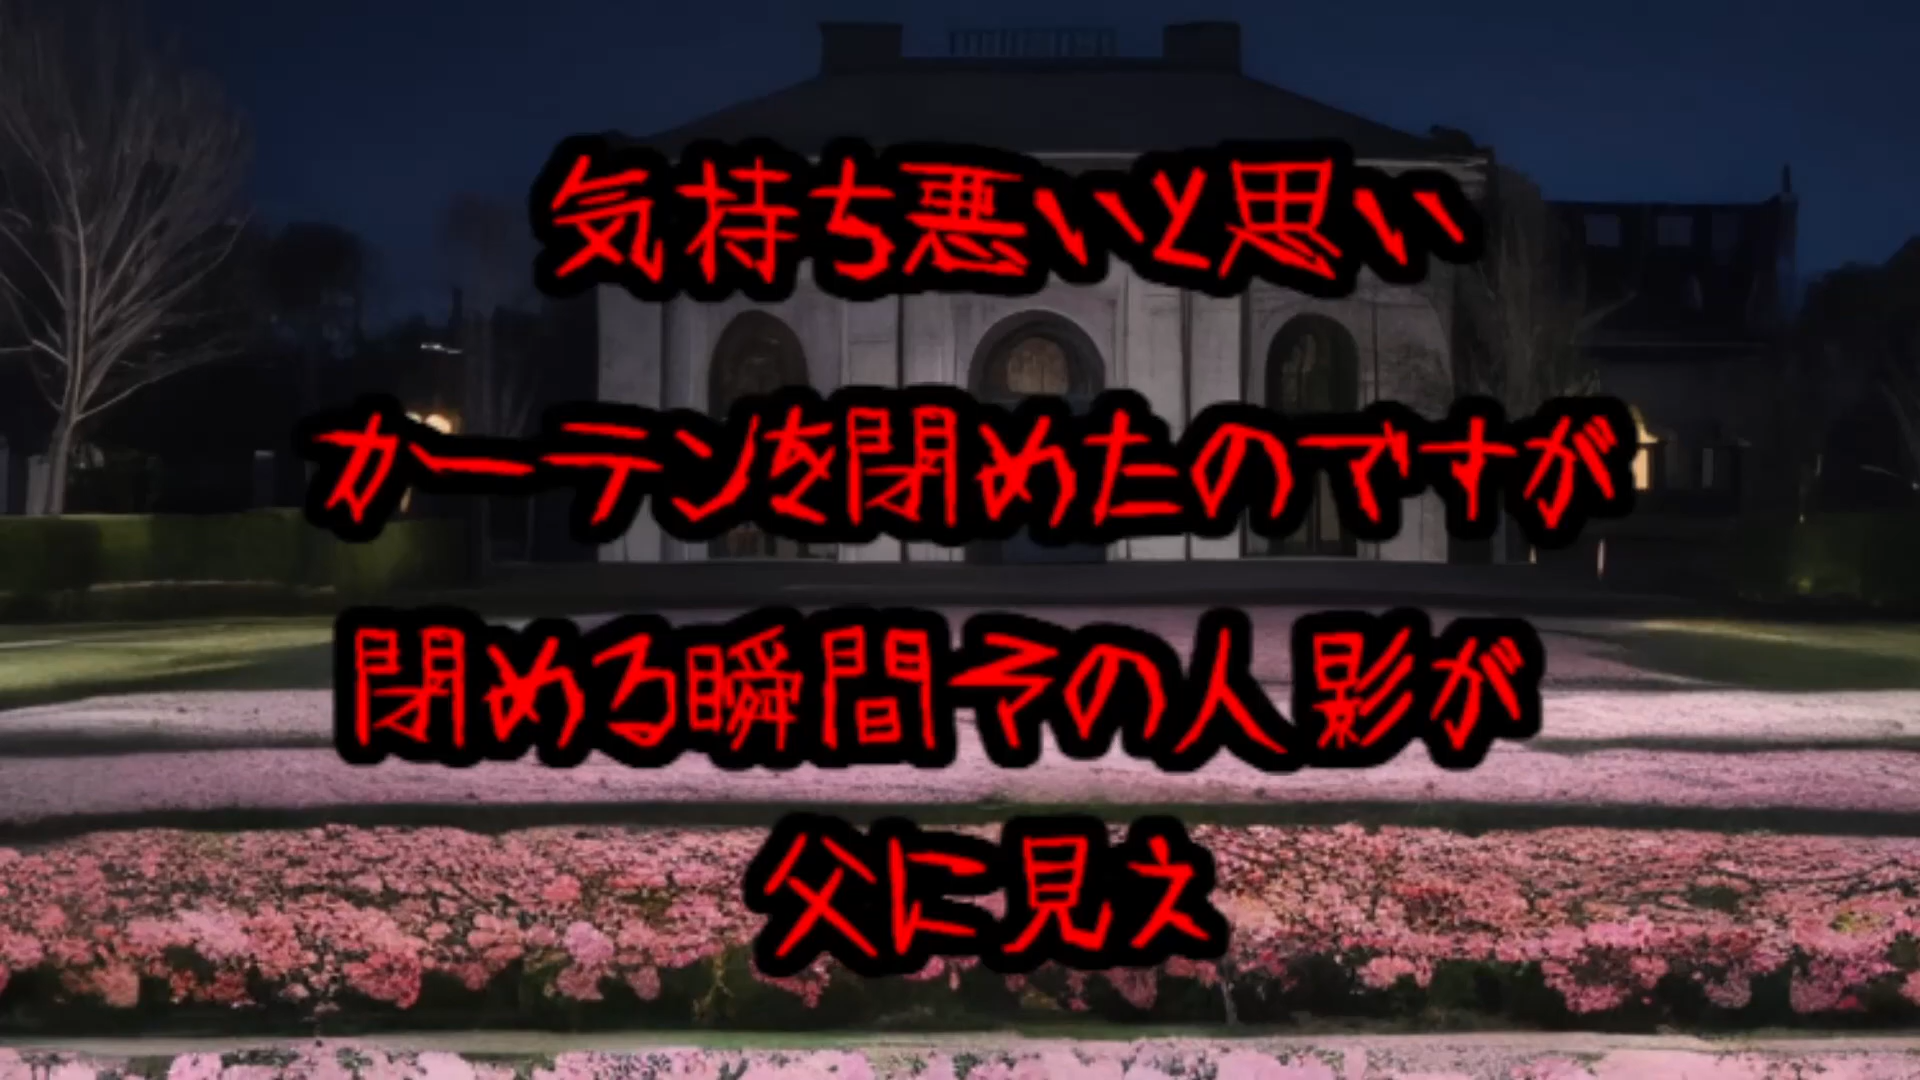 気持ち悪いと思い
カーテンを閉めたのですが
閉める瞬間その人影が
父に見え